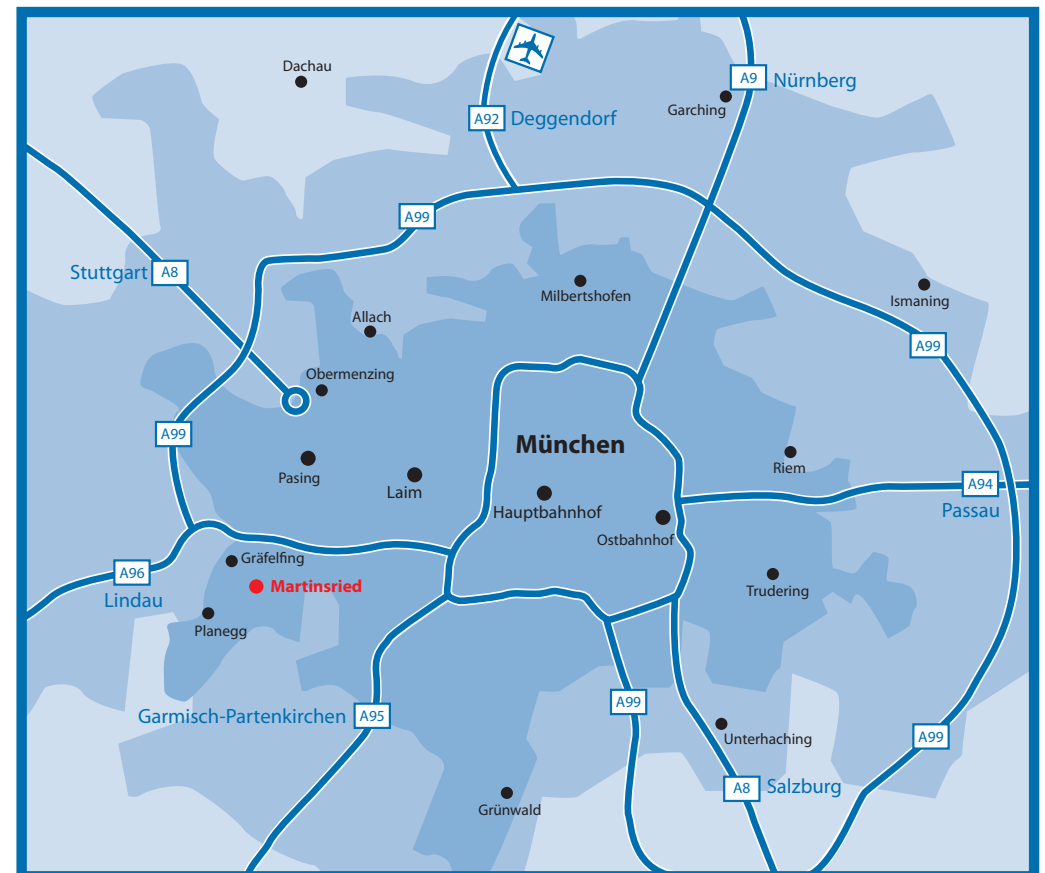 Dachau
A9 Nürnberg
Garching
A92 Deggendorf
A99
Stuttgart A8
Milbertshofen
Ismaning
Allach
A99
Obermenzing
A99
München
Riem
Pasing
Laim
A94
Hauptbahnhof
Passau
Ostbahnhof
Gräfelfing
A96
Martinsried
Trudering
Lindau
Planegg
A99
Garmisch-Partenkirchen A95
Unterhaching
A99
A8 Salzburg
Grünwald